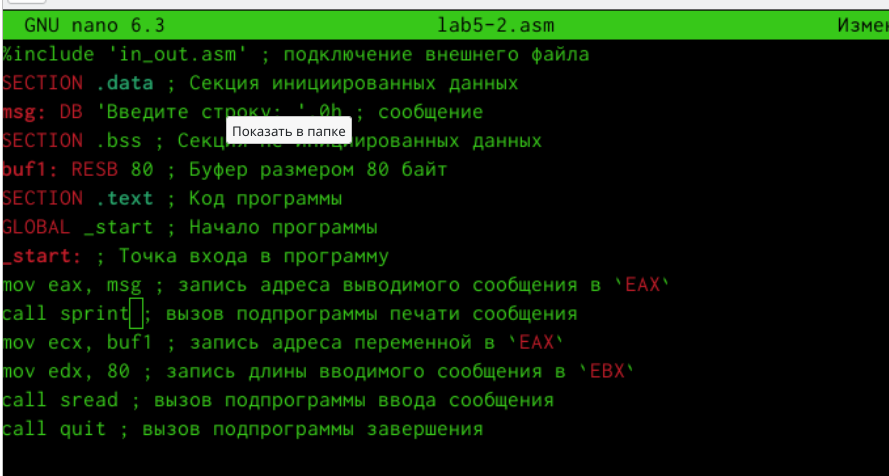 GNU nano 6.3 lab5-2.asm
%include 'in_out.asm' ; подключение внешнего файла
SECTION .data ; Секция инициированных данных
msg: DB 'Введите строку: ',0h ; сообщение
Показать в папке
SECTION .bss ; Секция не инициированных данных
buf1: RESB 80 ; Буфер размером 80 байт
SECTION .text ; Код программы
GLOBAL _start ; Начало программы
_start: ; Точка входа в программу
mov eax, msg ; запись адреса выводимого сообщения в `EAX`
call sprint ; вызов подпрограммы печати сообщения
mov ecx, buf1 ; запись адреса переменной в `EAX`
mov edx, 80 ; запись длины вводимого сообщения в `EBX`
call sread ; вызов подпрограммы ввода сообщения
call quit ; вызов подпрограммы завершения